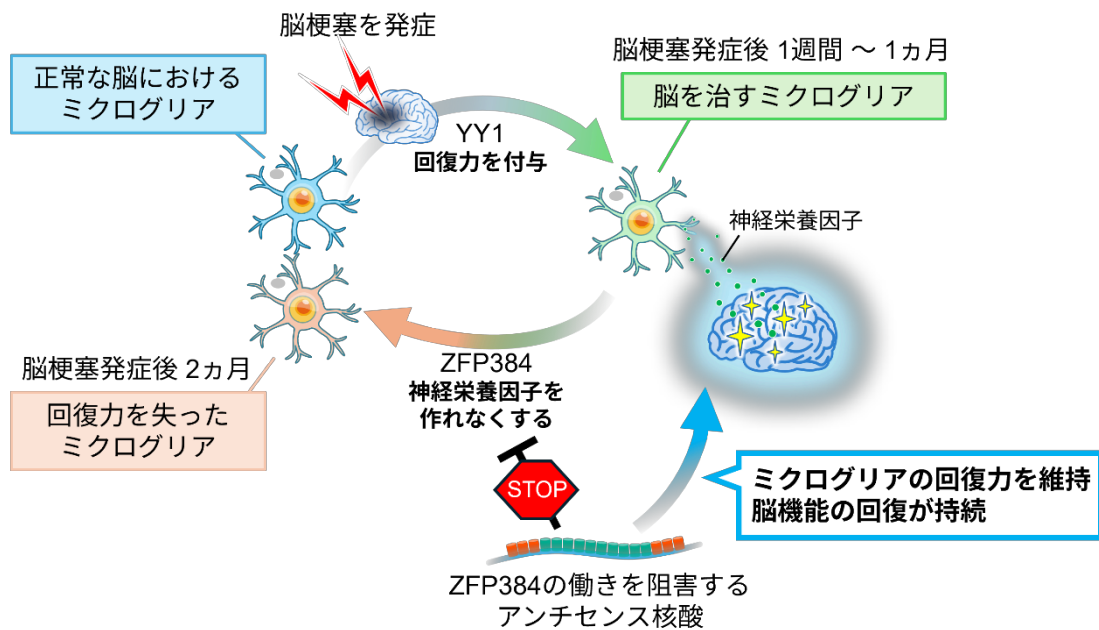 脳梗塞を発症
正常な脳における
ミクログリア
脳梗塞発症後 1週間 ～ 1ヵ月
脳を治すミクログリア
YY1
回復力を付与
神経栄養因子
ZFP384
神経栄養因子を
作れなくする
脳梗塞発症後 2ヵ月
回復力を失った
ミクログリア
STOP
ミクログリアの回復力を維持
脳機能の回復が持続
ZFP384の働きを阻害する
アンチセンス核酸